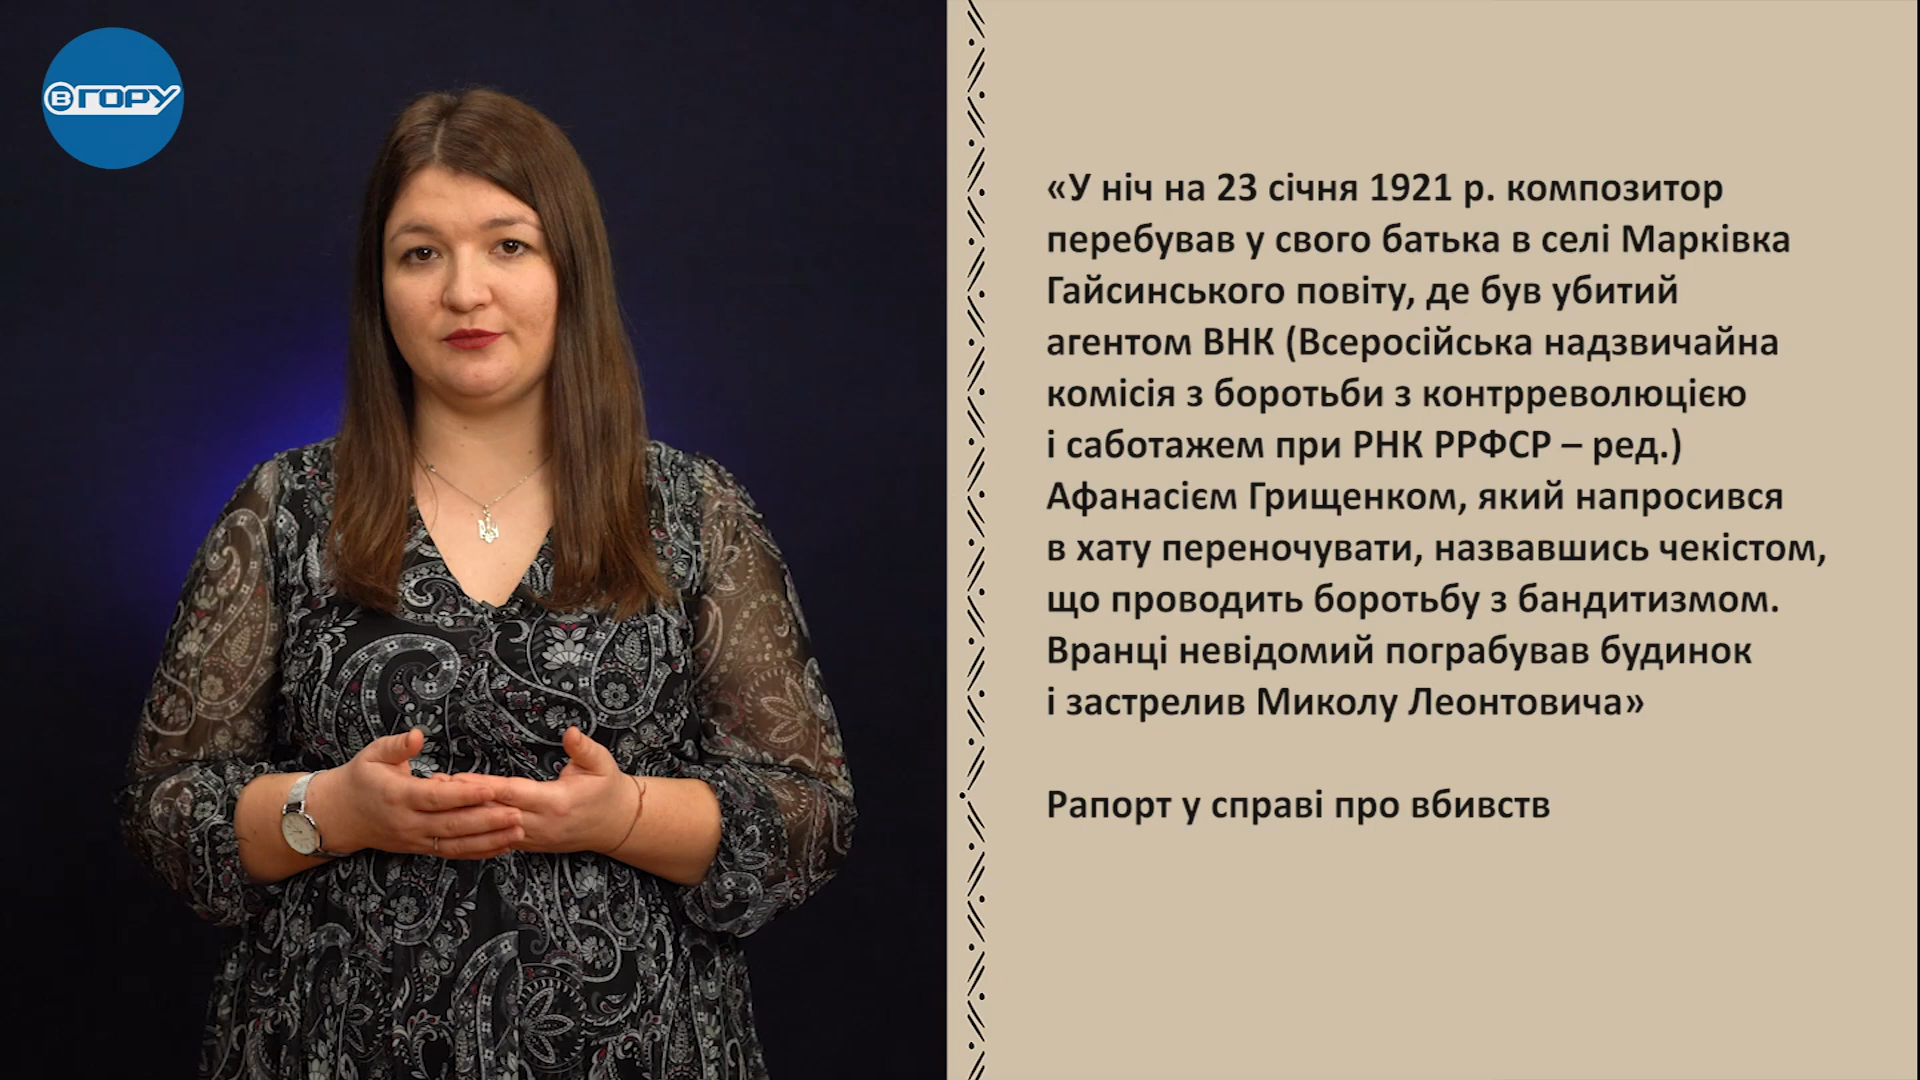 ВГОРУ
«У ніч на 23 січня 1921 р. композитор
перебував у свого батька в селі Марківка
Гайсинського повіту, де був убитий
агентом ВНК (Всеросійська надзвичайна
комісія з боротьби з контрреволюцією
і саботажем при РНК РРФСР – ред.)
Афанасієм Грищенком, який напросився
в хату переночувати, назвавшись чекістом,
що проводить боротьбу з бандитизмом.
Вранці невідомий пограбував будинок
і застрелив Миколу Леонтовича»
Рапорт у справі про вбивств